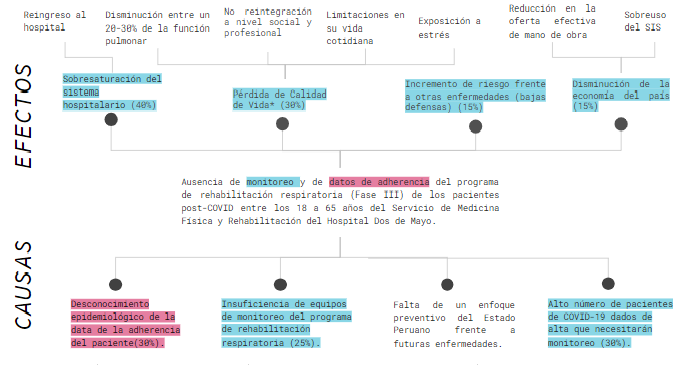 Reingreso al
hospital
Disminución entre un
20-30% de la función
pulmonar
No reintegración
a nivel social y
profesional
Limitaciones en
su vida
cotidiana
Exposición a
estrés
Reducción en la
oferta efectiva
de mano de obra
Sobreuso
del SIS
EFECTOS
Sobresaturación del
sistema
hospitalario (40%)
Pérdida de Calidad
de Vida* (30%)
Incremento de riesgo frente
a otras enfermedades (bajas
defensas) (15%)
Disminución de la
economía del país
(15%)
Ausencia de monitoreo y de datos de adherencia del programa
de rehabilitación respiratoria (Fase III) de los pacientes
post-COVID entre los 18 a 65 años del Servicio de Medicina
Física y Rehabilitación del Hospital Dos de Mayo.
CAUSAS
Desconocimiento
epidemiológico de la
data de la adherencia
del paciente(30%).
Insuficiencia de equipos
de monitoreo del programa
de rehabilitación
respiratoria (25%).
Falta de un enfoque
preventivo del Estado
Peruano frente a
futuras enfermedades.
Alto número de pacientes
de COVID-19 dados de
alta que necesitarán
monitoreo (30%).